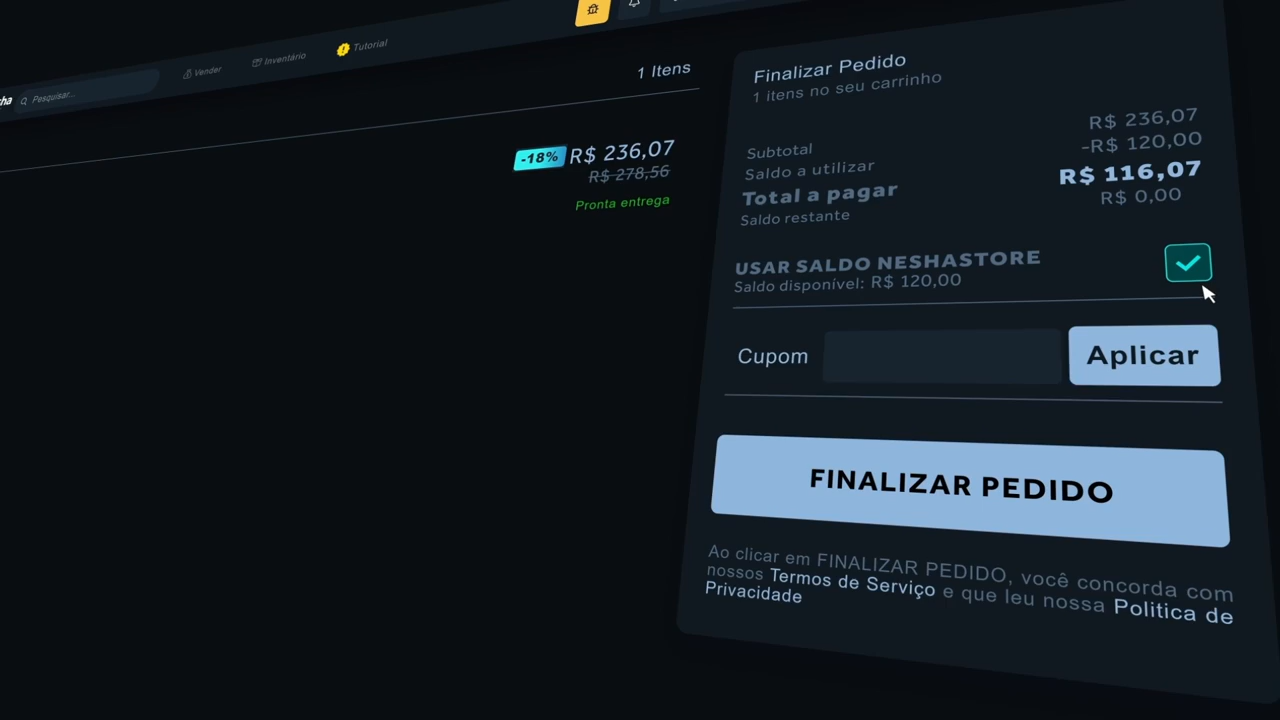 Pesquisar...
Vender
Inventário
Tutorial
1 Itens
-18% R$ 236,07
R$ 278,56
Pronta entrega
Finalizar Pedido
1 itens no seu carrinho
Subtotal R$ 236,07
Saldo a utilizar -R$ 120,00
Total a pagar R$ 116,07
Saldo restante R$ 0,00
USAR SALDO NESHASTORE
Saldo disponível: R$ 120,00
Cupom
Aplicar
FINALIZAR PEDIDO
Ao clicar em FINALIZAR PEDIDO, você concorda com
nossos Termos de Serviço e que leu nossa Politica de
Privacidade